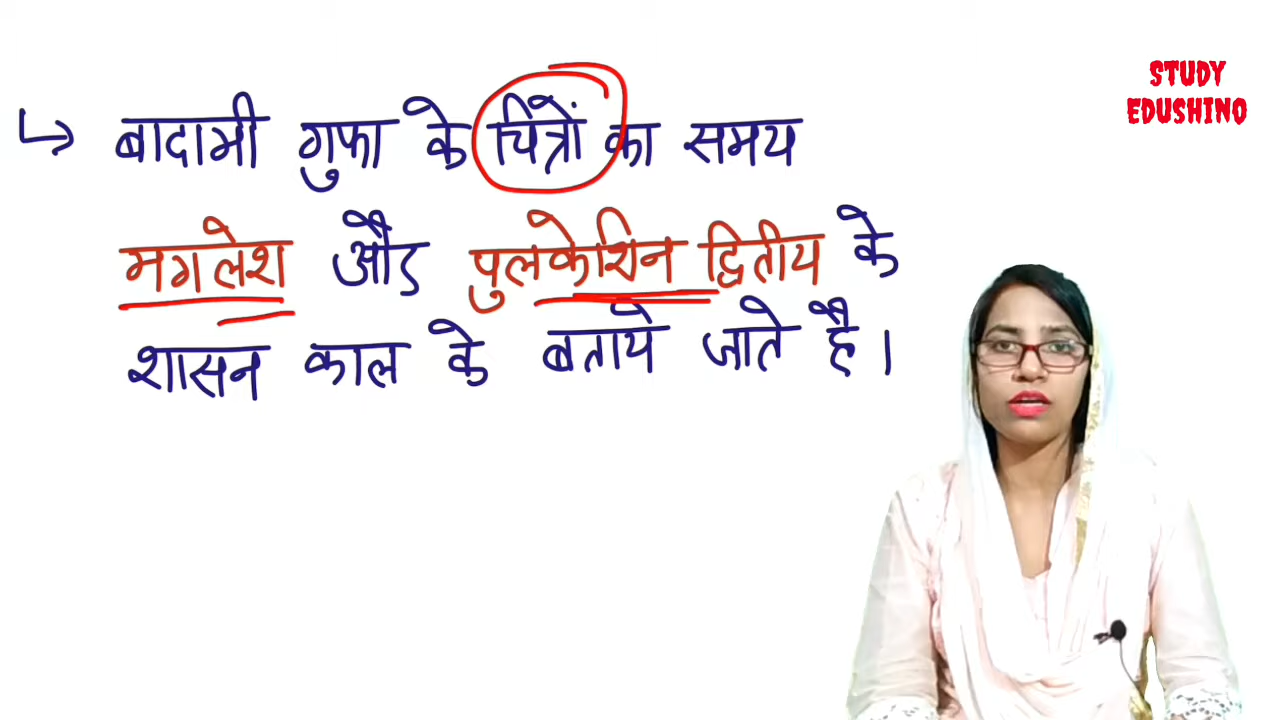 ↳ बादामी गुफा के चित्रों का समय
मगलेश और पुलकेशिन द्वितीय के
शासन काल के बताये जाते है।
STUDY
EDUSHINO